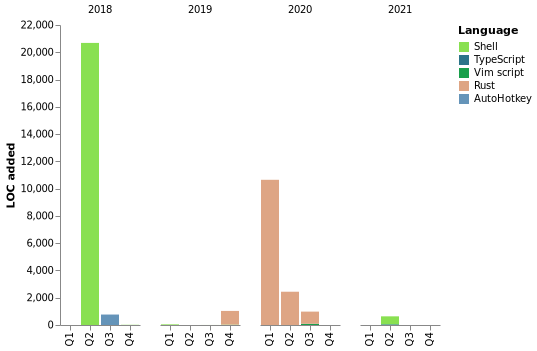 2018 2019 2020 2021
Language
Shell
TypeScript
Vim script
Rust
AutoHotkey
LOC added
22,000
20,000
18,000
16,000
14,000
12,000
10,000
8,000
6,000
4,000
2,000
0
Q1 Q2 Q3 Q4 Q1 Q2 Q3 Q4 Q1 Q2 Q3 Q4 Q1 Q2 Q3 Q4